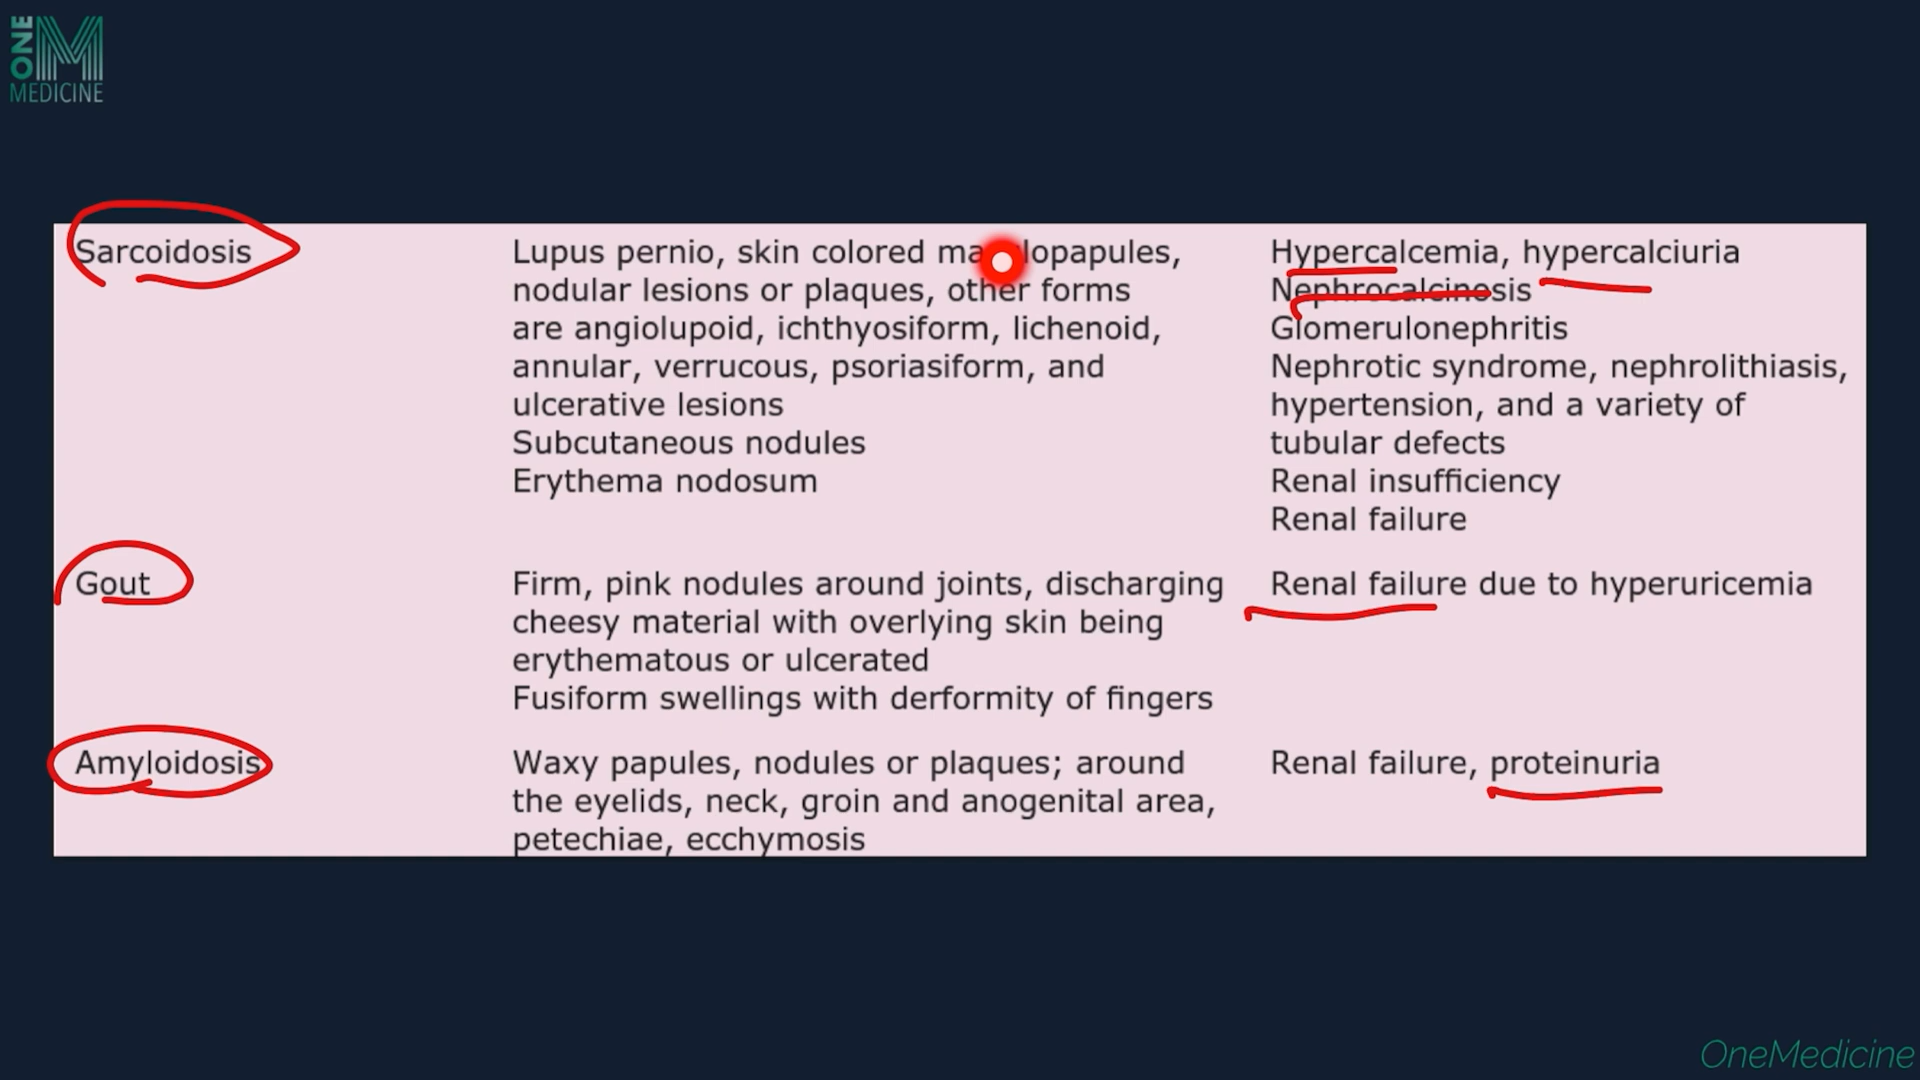 ONE
MEDICINE
Sarcoidosis
Lupus pernio, skin colored
nodular lesions or plaques, other forms
are angiolupoid, ichthyosiform, lichenoid,
annular, verrucous, psoriasiform, and
ulcerative lesions
Subcutaneous nodules
Erythema nodosum
Hypercalcemia, hypercalciuria
Nephrocalcinosis
Glomerulonephritis
Nephrotic syndrome, nephrolithiasis,
hypertension, and a variety of
tubular defects
Renal insufficiency
Renal failure
Gout
Firm, pink nodules around joints, discharging
cheesy material with overlying skin being
erythematous or ulcerated
Fusiform swellings with derformity of fingers
Renal failure due to hyperuricemia
Amyloidosis
Waxy papules, nodules or plaques; around
the eyelids, neck, groin and anogenital area,
petechiae, ecchymosis
Renal failure, proteinuria
OneMedicine